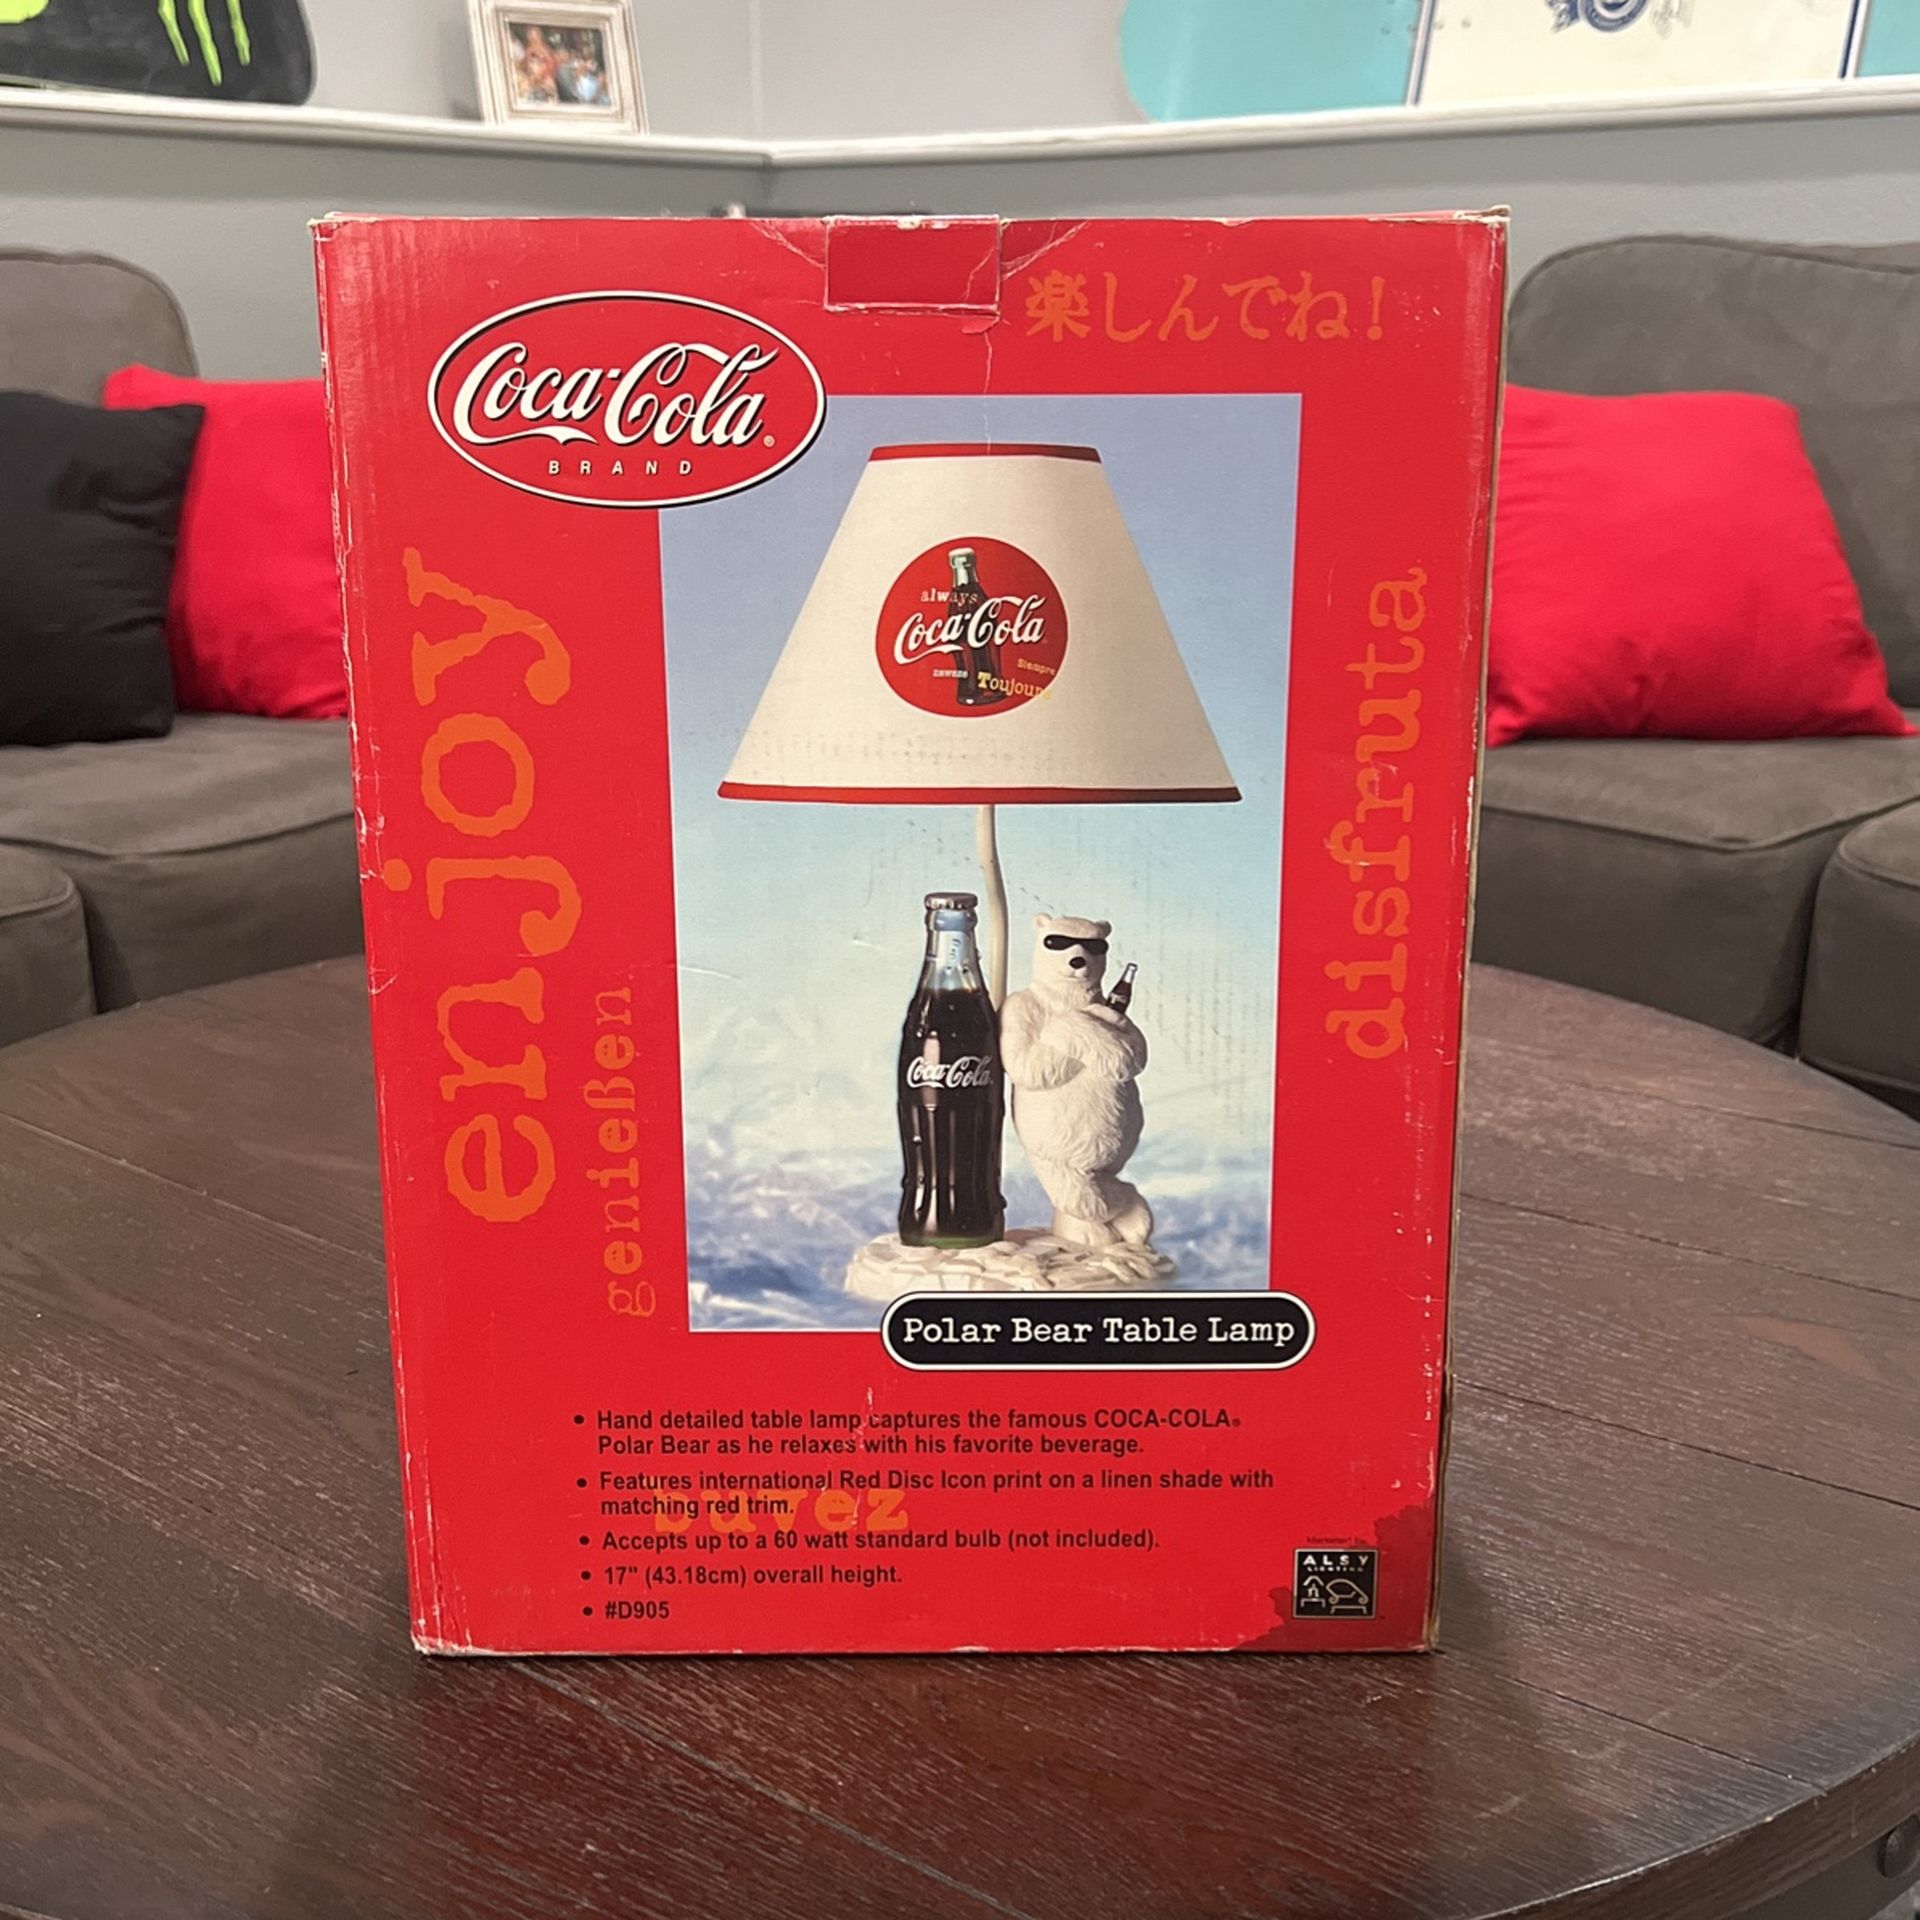 楽しんでね!
Coca-Cola®
BRAND
always
Coca-Cola
zawsze
Siempre
Toujours
enjoy
genießen
disfruta
Coca-Cola
Polar Bear Table Lamp
• Hand detailed table lamp captures the famous COCA-COLA®
Polar Bear as he relaxes with his favorite beverage.
• Features international Red Disc Icon print on a linen shade with
matching red trim.
buvez
• Accepts up to a 60 watt standard bulb (not included).
• 17" (43.18cm) overall height.
• #D905
Marketed by
ALSY
LIGHTING